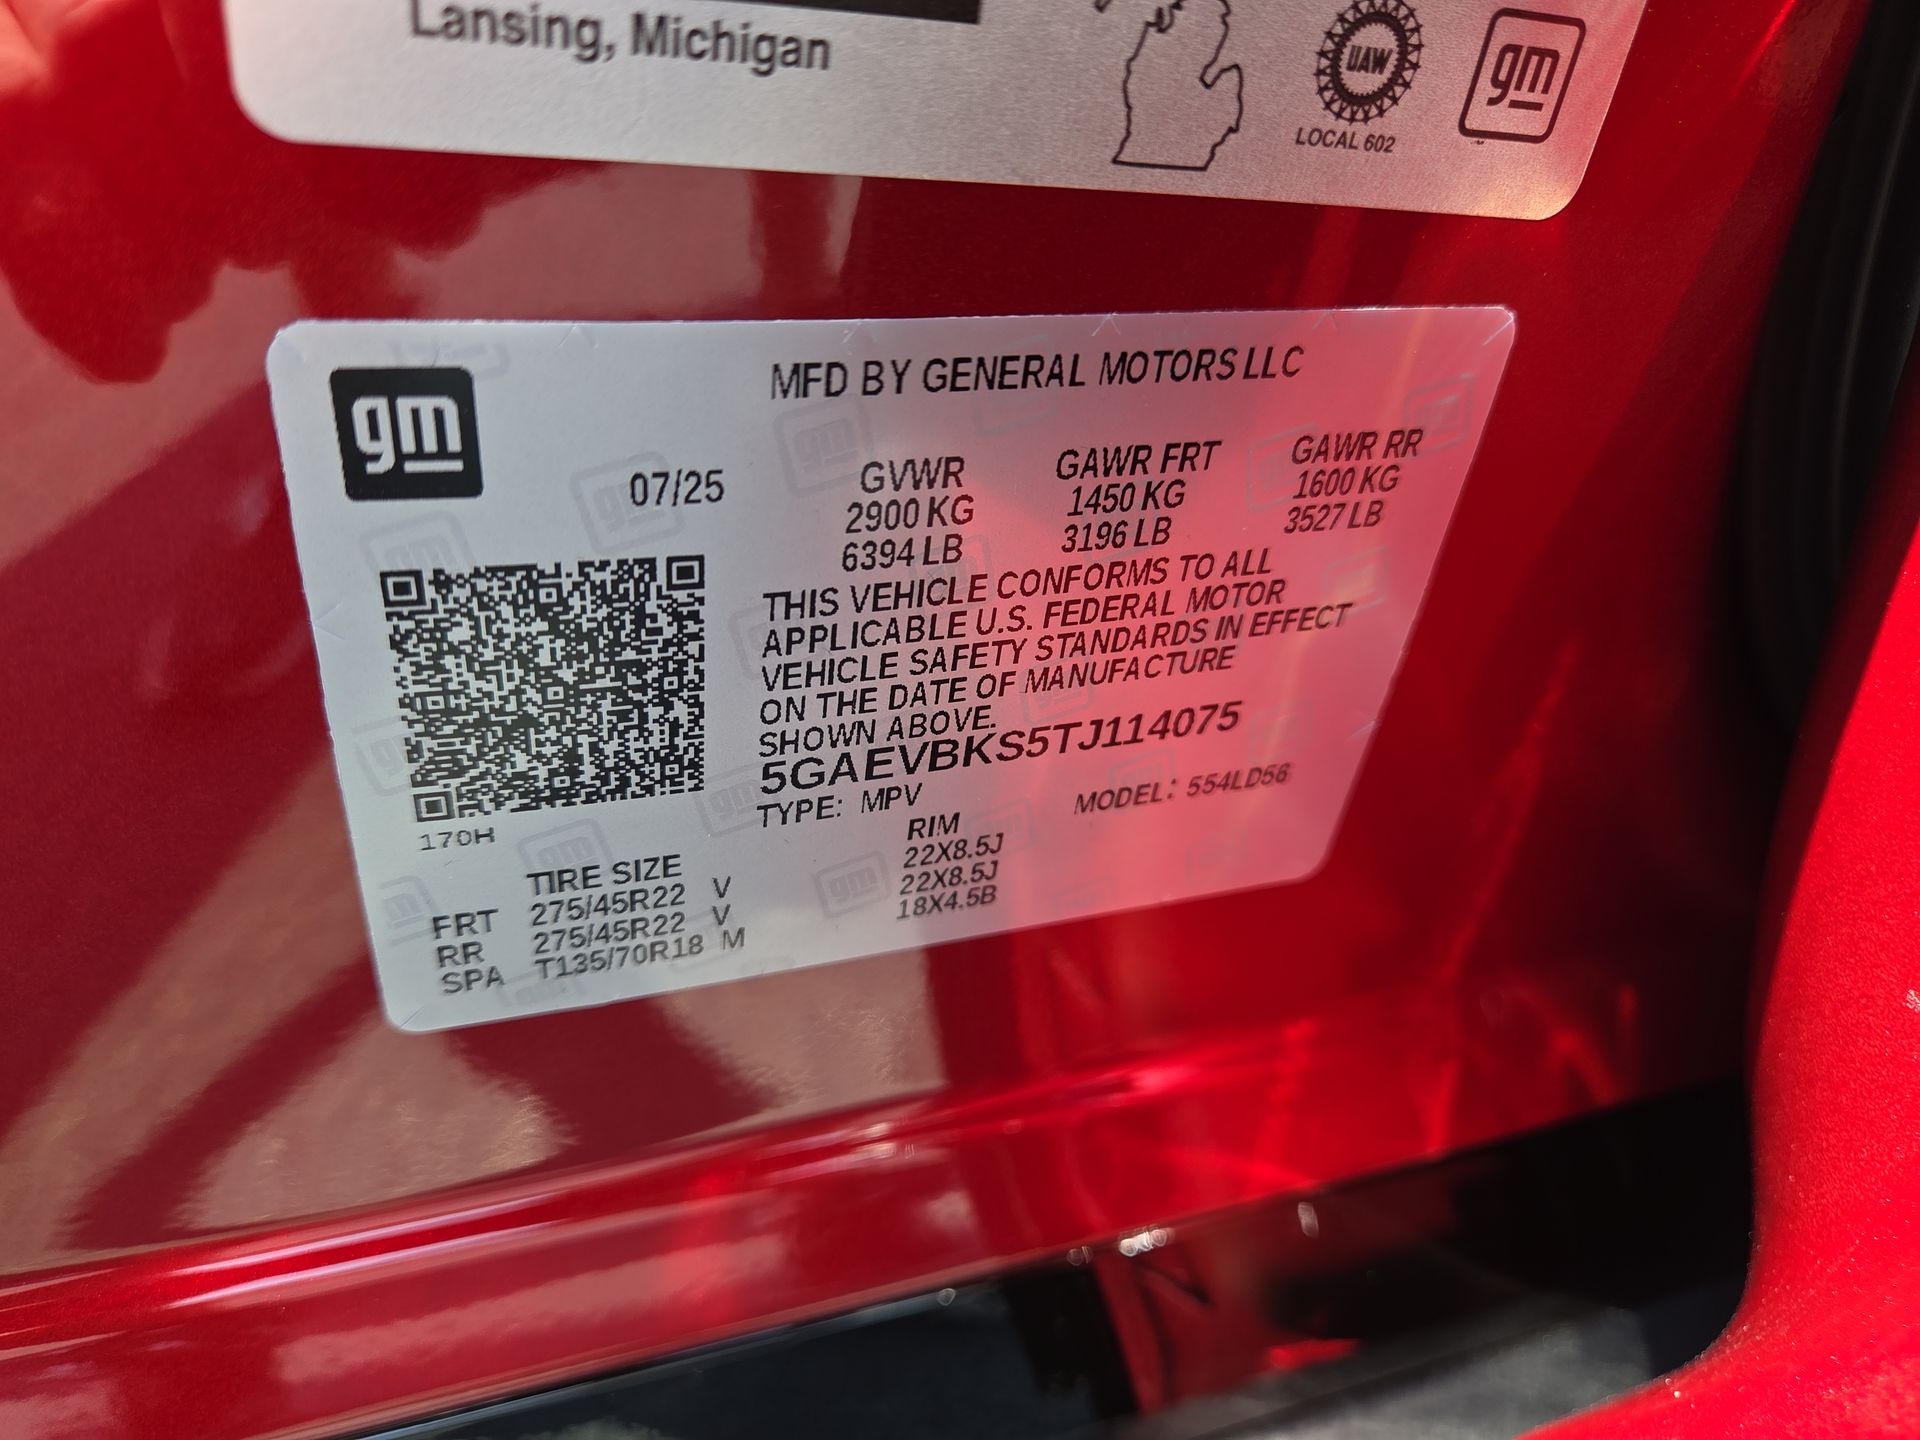 Lansing, Michigan
UAW
LOCAL 602
gm
gm
MFD BY GENERAL MOTORS LLC
07/25
GVWR GAWR FRT GAWR RR
2900 KG 1450 KG 1600 KG
6394 LB 3196 LB 3527 LB
THIS VEHICLE CONFORMS TO ALL
APPLICABLE U.S. FEDERAL MOTOR
VEHICLE SAFETY STANDARDS IN EFFECT
ON THE DATE OF MANUFACTURE
SHOWN ABOVE.
5GAEVBKS5TJ114075
TYPE: MPV MODEL: 554LD56
170H
TIRE SIZE RIM
FRT 275/45R22 V 22X8.5J
RR 275/45R22 V 22X8.5J
SPA T135/70R18 M 18X4.5B